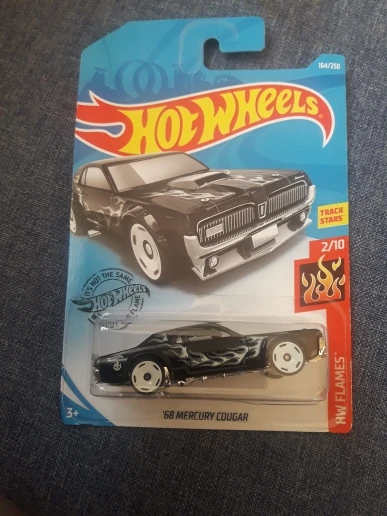 164/250
HOT WHEELS
TRACK
STARS
2/10
IT'S NOT THE SAME
HOT WHEELS
HW FLAMES
3+
'68 MERCURY COUGAR